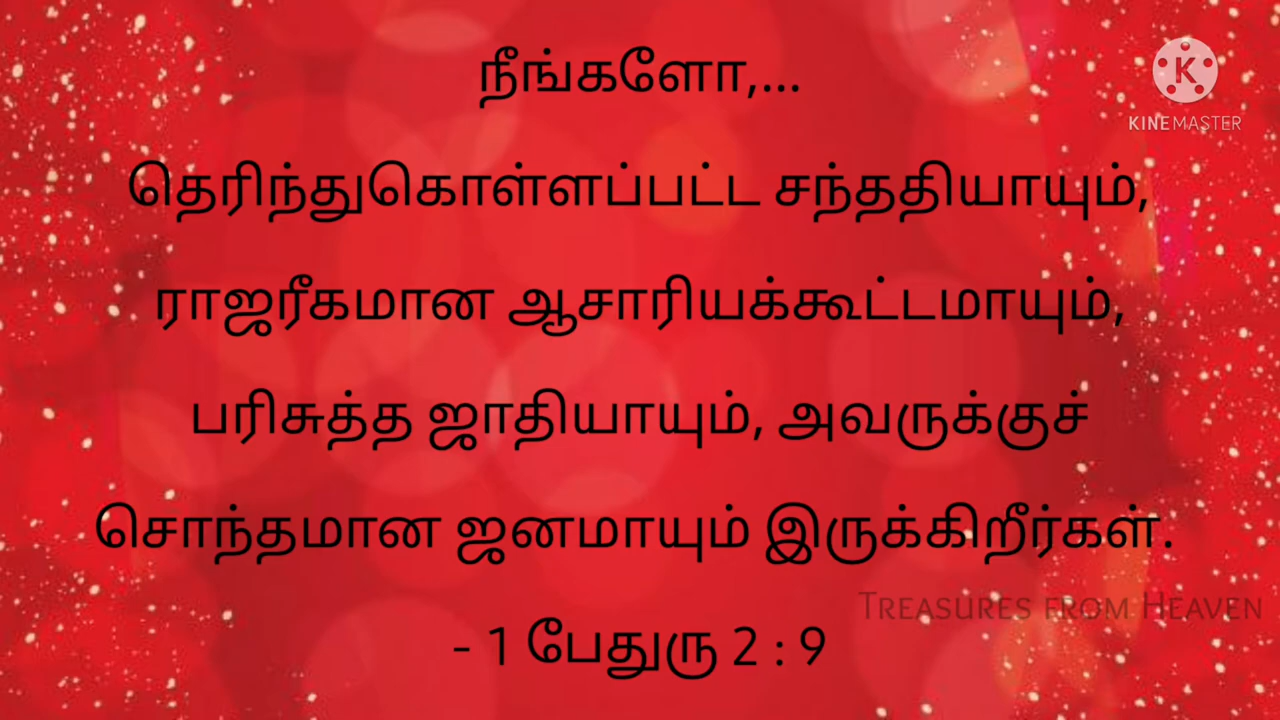 நீங்களோ,...
K
KINEMASTER
தெரிந்துகொள்ளப்பட்ட சந்ததியாயும்,
ராஜரீகமான ஆசாரியக்கூட்டமாயும்,
பரிசுத்த ஜாதியாயும், அவருக்குச்
சொந்தமான ஜனமாயும் இருக்கிறீர்கள்.
TREASURES FROM HEAVEN
- 1 பேதுரு 2 : 9